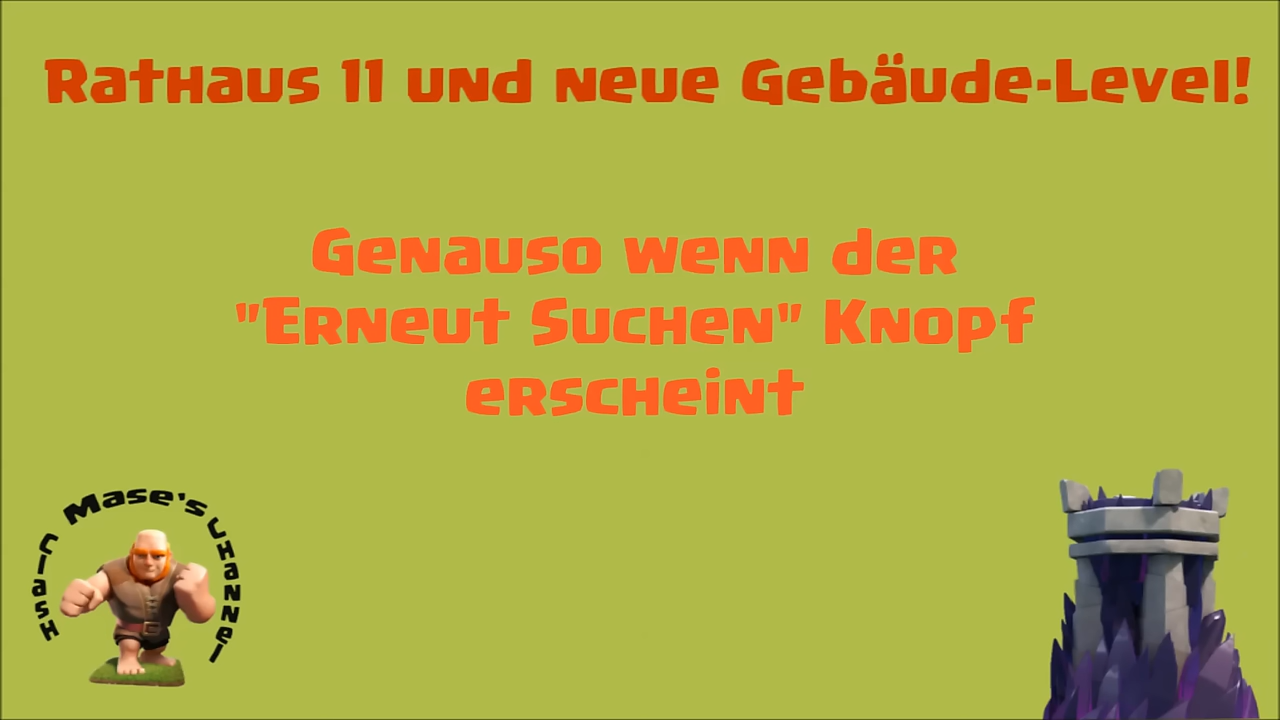 Rathaus 11 und neue Gebäude-Level!
Genauso wenn der
"Erneut Suchen" Knopf
erscheint
Clash Mase's Channel